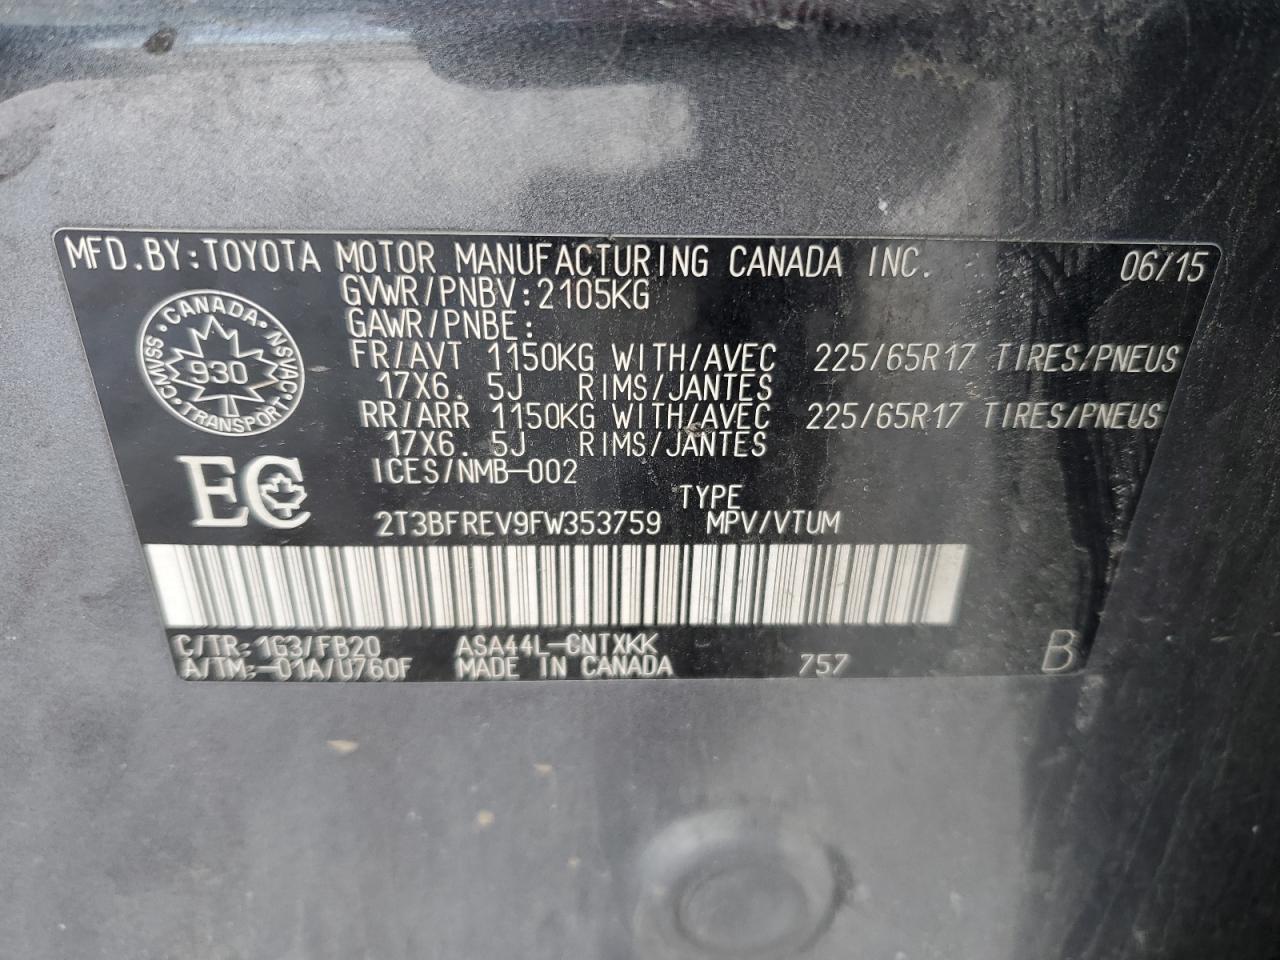 MFD.BY:TOYOTA MOTOR MANUFACTURING CANADA INC. 06/15
GVWR/PNBV:2105KG
GAWR/PNBE:
FR/AVT 1150KG WITH/AVEC 225/65R17 TIRES/PNEUS
17X6.5J RIMS/JANTES
RR/ARR 1150KG WITH/AVEC 225/65R17 TIRES/PNEUS
17X6.5J RIMS/JANTES
ICES/NMB-002
CANADA · NSVAC · TRANSPORT · CMVSS ·
930
EC
TYPE
2T3BFREV9FW353759 MPV/VTUM
C/TR:1G3/FB20 ASA44L-CNTXKK
A/TM:-01A/U760F MADE IN CANADA 757 B